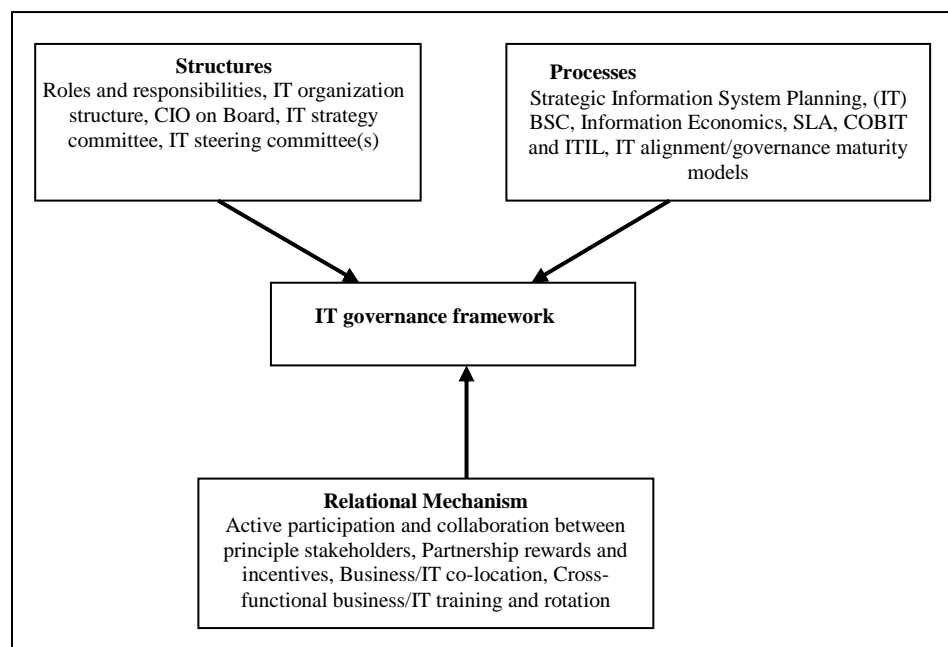 Structures
Roles and responsibilities, IT organization
structure, CIO on Board, IT strategy
committee, IT steering committee(s)
Processes
Strategic Information System Planning, (IT)
BSC, Information Economics, SLA, COBIT
and ITIL, IT alignment/governance maturity
models
IT governance framework
Relational Mechanism
Active participation and collaboration between
principle stakeholders, Partnership rewards and
incentives, Business/IT co-location, Cross-
functional business/IT training and rotation